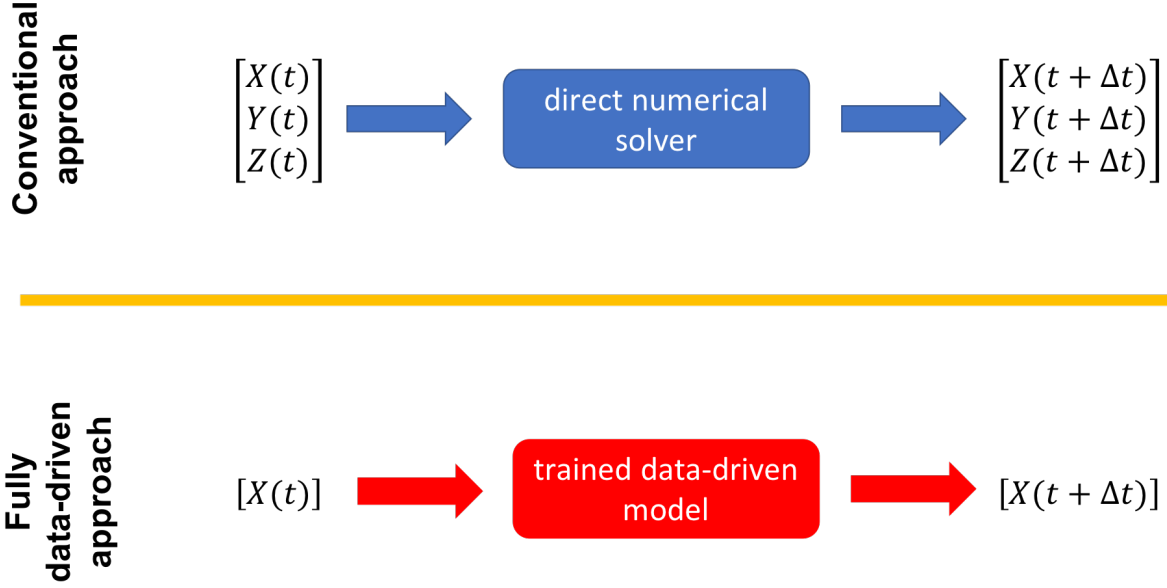 Conventional
approach
[X(t)
Y(t)
Z(t)]
direct numerical
solver
[X(t + Δt)
Y(t + Δt)
Z(t + Δt)]
Fully
data-driven
approach
[X(t)]
trained data-driven
model
[X(t + Δt)]